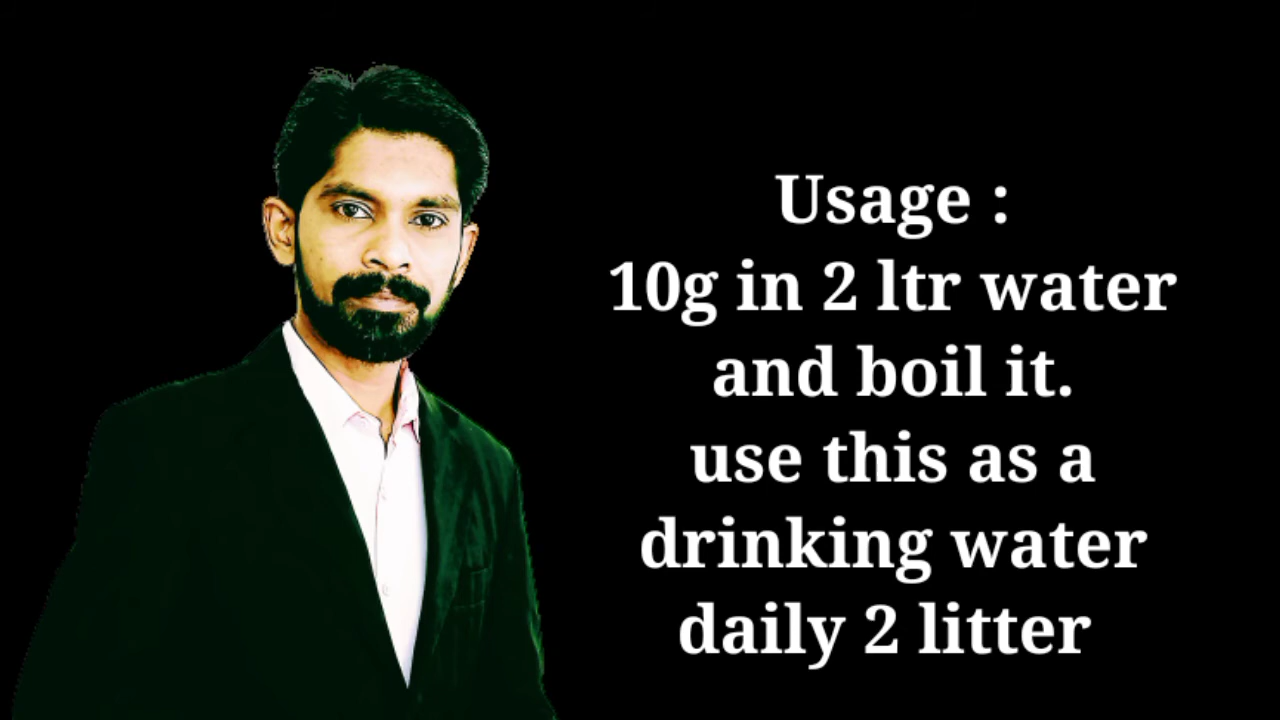 Usage :
10g in 2 ltr water
and boil it.
use this as a
drinking water
daily 2 litter